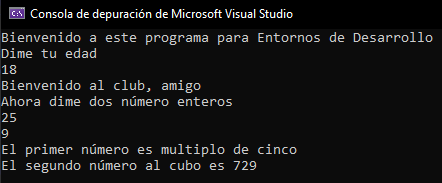 Consola de depuración de Microsoft Visual Studio
Bienvenido a este programa para Entornos de Desarrollo
Dime tu edad
18
Bienvenido al club, amigo
Ahora dime dos número enteros
25
9
El primer número es multiplo de cinco
El segundo número al cubo es 729